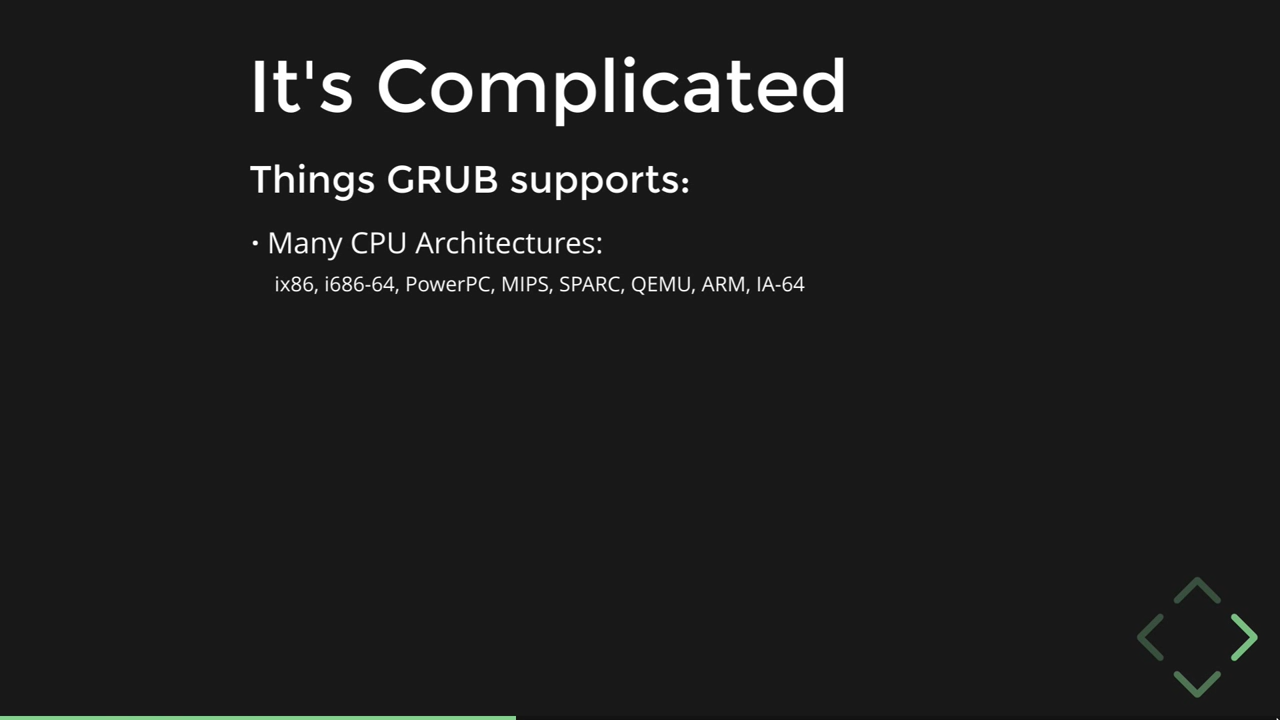 It's Complicated
Things GRUB supports:
· Many CPU Architectures:
ix86, i686-64, PowerPC, MIPS, SPARC, QEMU, ARM, IA-64